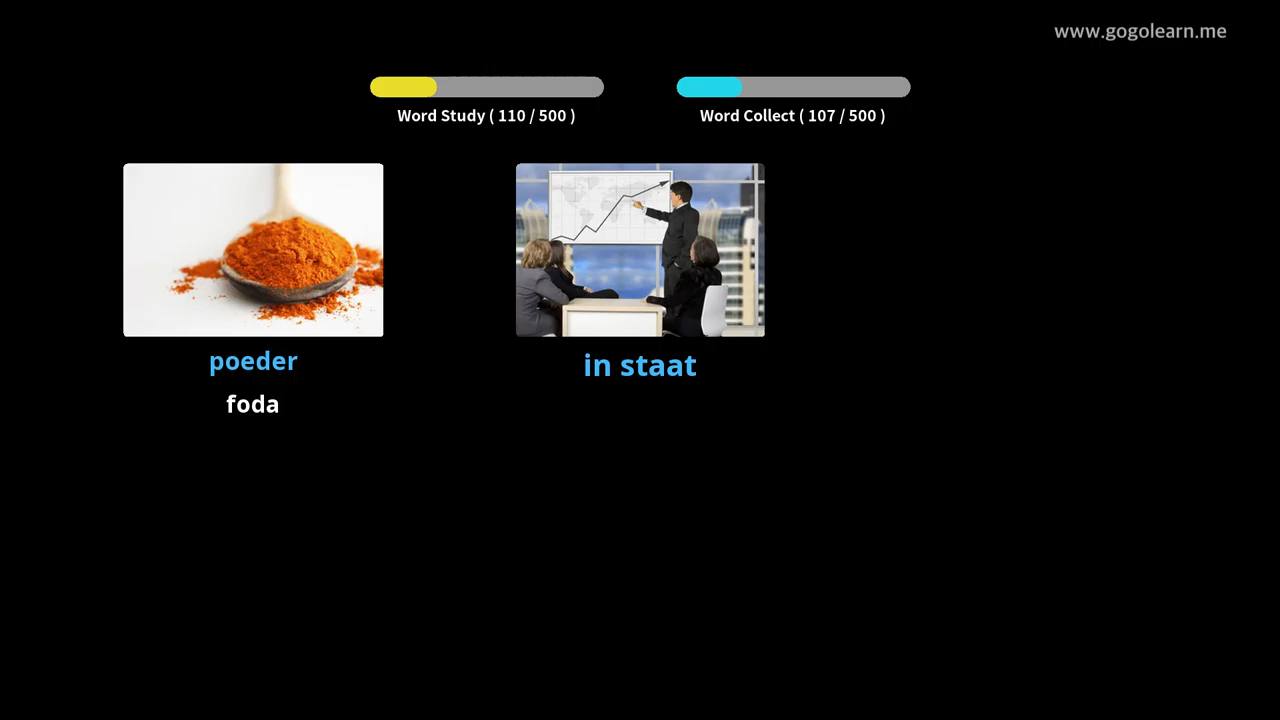 www.gogolearn.me
Word Study ( 110 / 500 )
Word Collect ( 107 / 500 )
poeder
in staat
foda